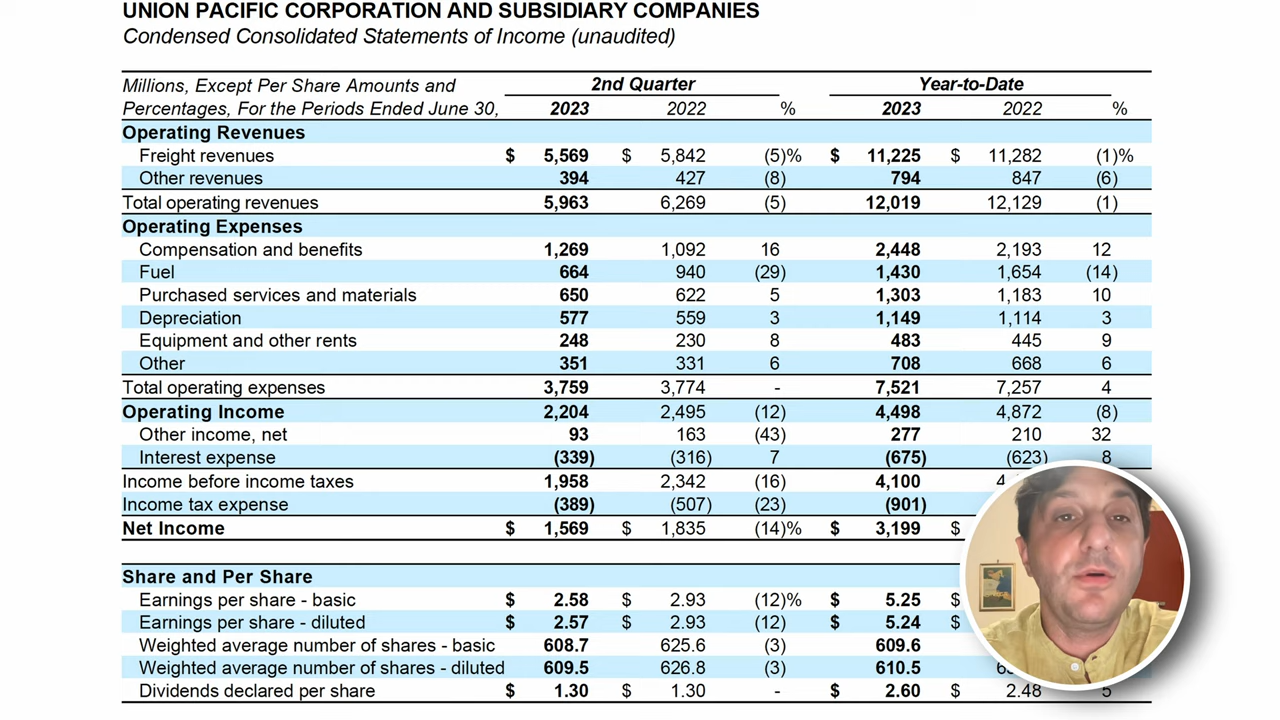 UNION PACIFIC CORPORATION AND SUBSIDIARY COMPANIES
Condensed Consolidated Statements of Income (unaudited)
Millions, Except Per Share Amounts and 2nd Quarter Year-to-Date
Percentages, For the Periods Ended June 30, 2023 2022 % 2023 2022 %
Operating Revenues
Freight revenues $ 5,569 $ 5,842 (5)% $ 11,225 $ 11,282 (1)%
Other revenues 394 427 (8) 794 847 (6)
Total operating revenues 5,963 6,269 (5) 12,019 12,129 (1)
Operating Expenses
Compensation and benefits 1,269 1,092 16 2,448 2,193 12
Fuel 664 940 (29) 1,430 1,654 (14)
Purchased services and materials 650 622 5 1,303 1,183 10
Depreciation 577 559 3 1,149 1,114 3
Equipment and other rents 248 230 8 483 445 9
Other 351 331 6 708 668 6
Total operating expenses 3,759 3,774 - 7,521 7,257 4
Operating Income 2,204 2,495 (12) 4,498 4,872 (8)
Other income, net 93 163 (43) 277 210 32
Interest expense (339) (316) 7 (675) (623) 8
Income before income taxes 1,958 2,342 (16) 4,100
Income tax expense (389) (507) (23) (901)
Net Income $ 1,569 $ 1,835 (14)% $ 3,199 $
Share and Per Share
Earnings per share - basic $ 2.58 $ 2.93 (12)% $ 5.25 $
Earnings per share - diluted $ 2.57 $ 2.93 (12) $ 5.24 $
Weighted average number of shares - basic 608.7 625.6 (3) 609.6
Weighted average number of shares - diluted 609.5 626.8 (3) 610.5
Dividends declared per share $ 1.30 $ 1.30 - $ 2.60 $ 2.48 5